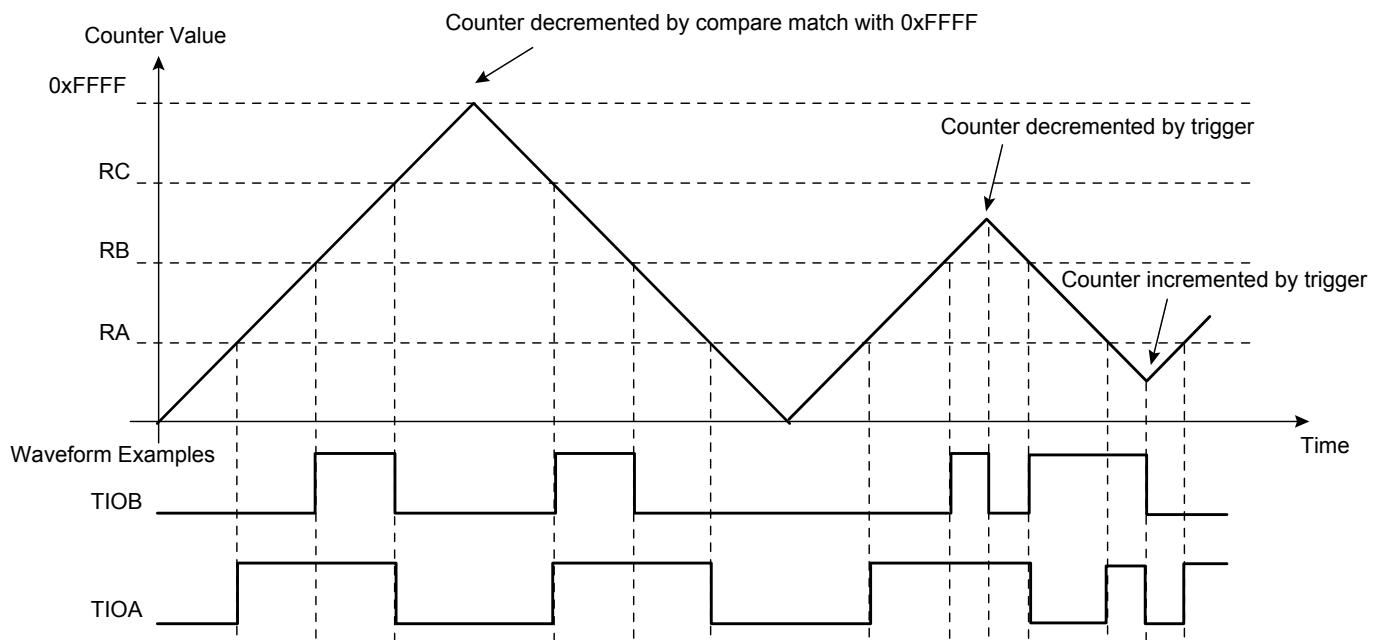 Counter decremented by compare match with 0xFFFF
Counter Value
0xFFFF
Counter decremented by trigger
RC
RB
Counter incremented by trigger
RA
Time
Waveform Examples
TIOB
TIOA